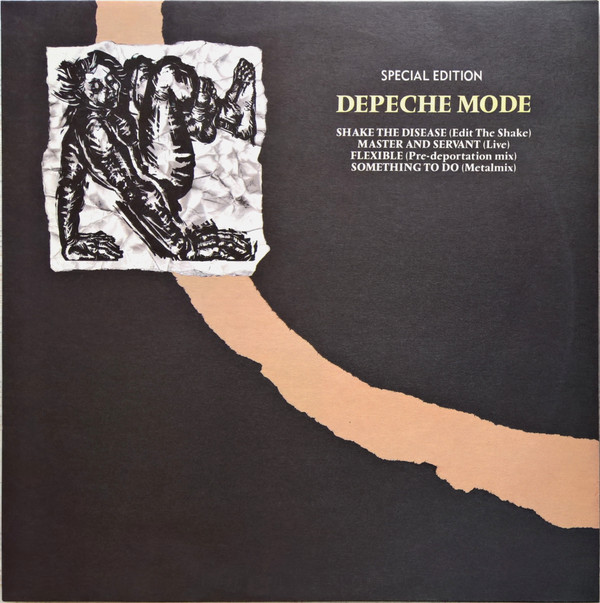 SPECIAL EDITION
DEPECHE MODE
SHAKE THE DISEASE (Edit The Shake)
MASTER AND SERVANT (Live)
FLEXIBLE (Pre-deportation mix)
SOMETHING TO DO (Metalmix)